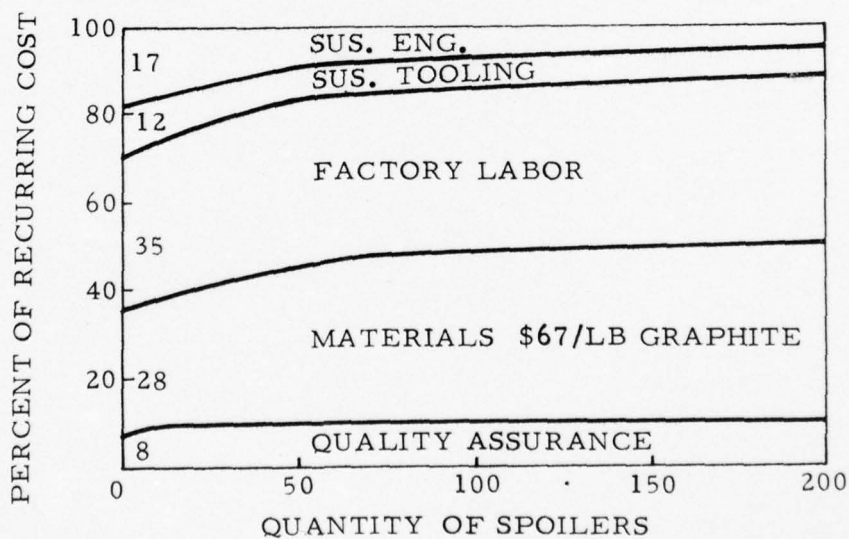 PERCENT OF RECURRING COST
100
80
60
40
20
0
17
12
35
28
8
SUS. ENG.
SUS. TOOLING
FACTORY LABOR
MATERIALS $67/LB GRAPHITE
QUALITY ASSURANCE
50
100
150
200
QUANTITY OF SPOILERS